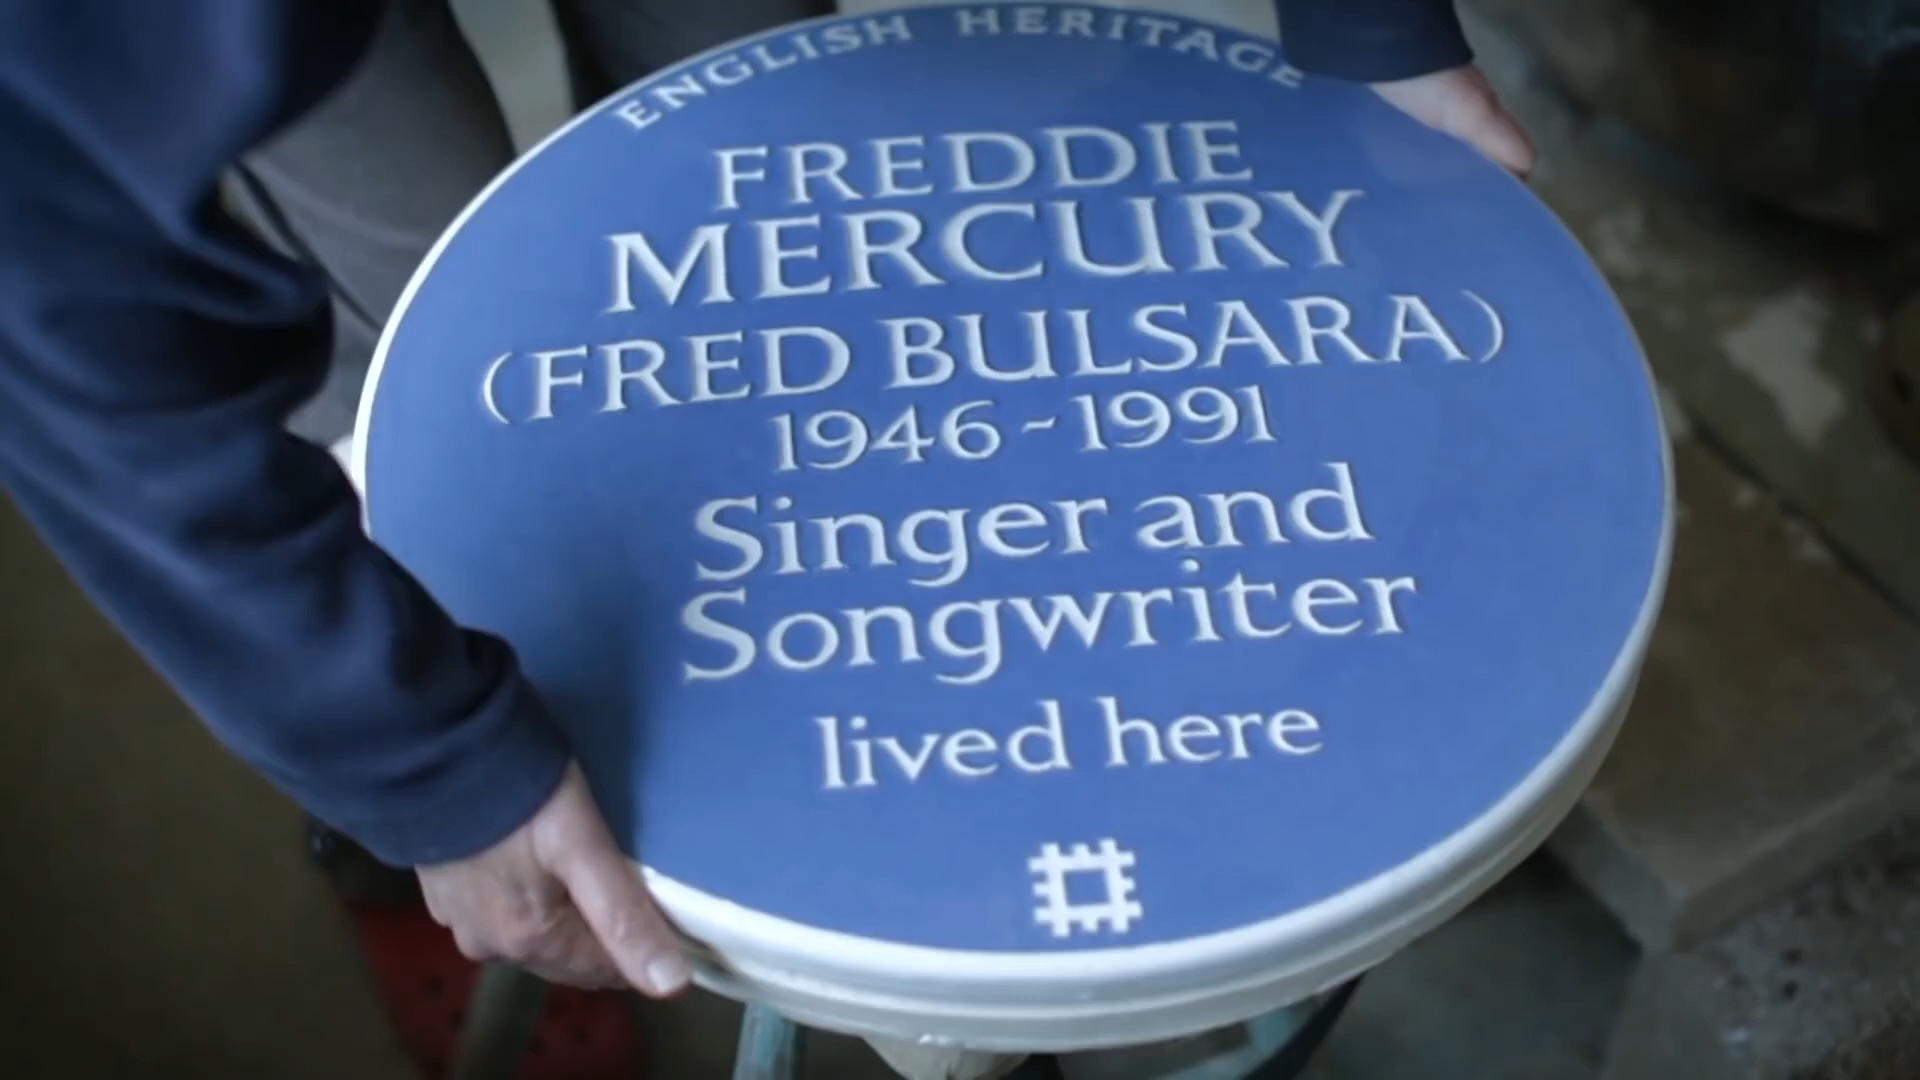 ENGLISH HERITAGE
FREDDIE
MERCURY
(FRED BULSARA)
1946~1991
Singer and
Songwriter
lived here